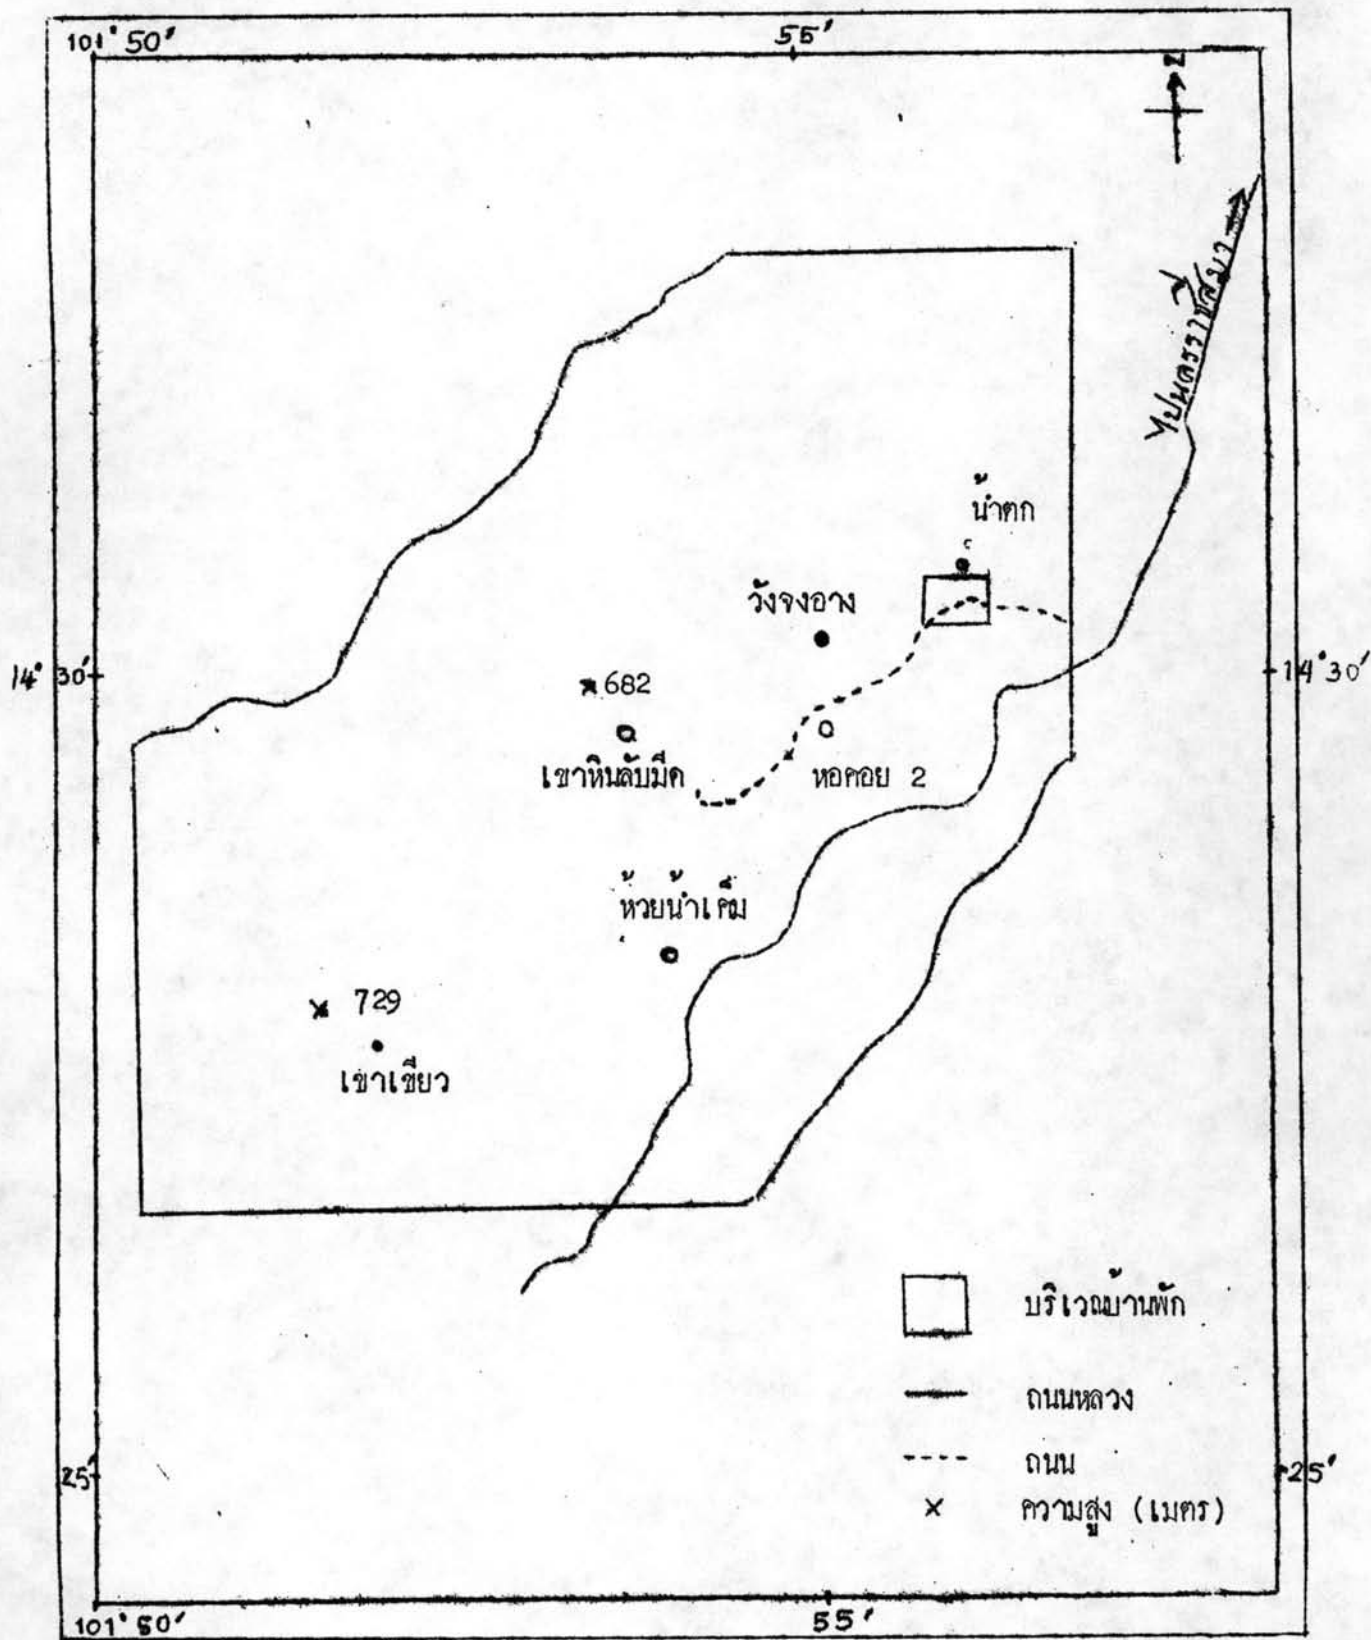 101° 50' 55'
N
ไปนครราชสีมา
น้ำตก
วังจงอาง
14° 30' 14° 30'
682
เขาหินลับมีด
หอคอย 2
ห้วยน้ำเค็ม
729
เขาเขียว
บริเวณบ้านพัก
ถนนหลวง
25' 25'
ถนน
ความสูง (เมตร)
101° 50' 55'